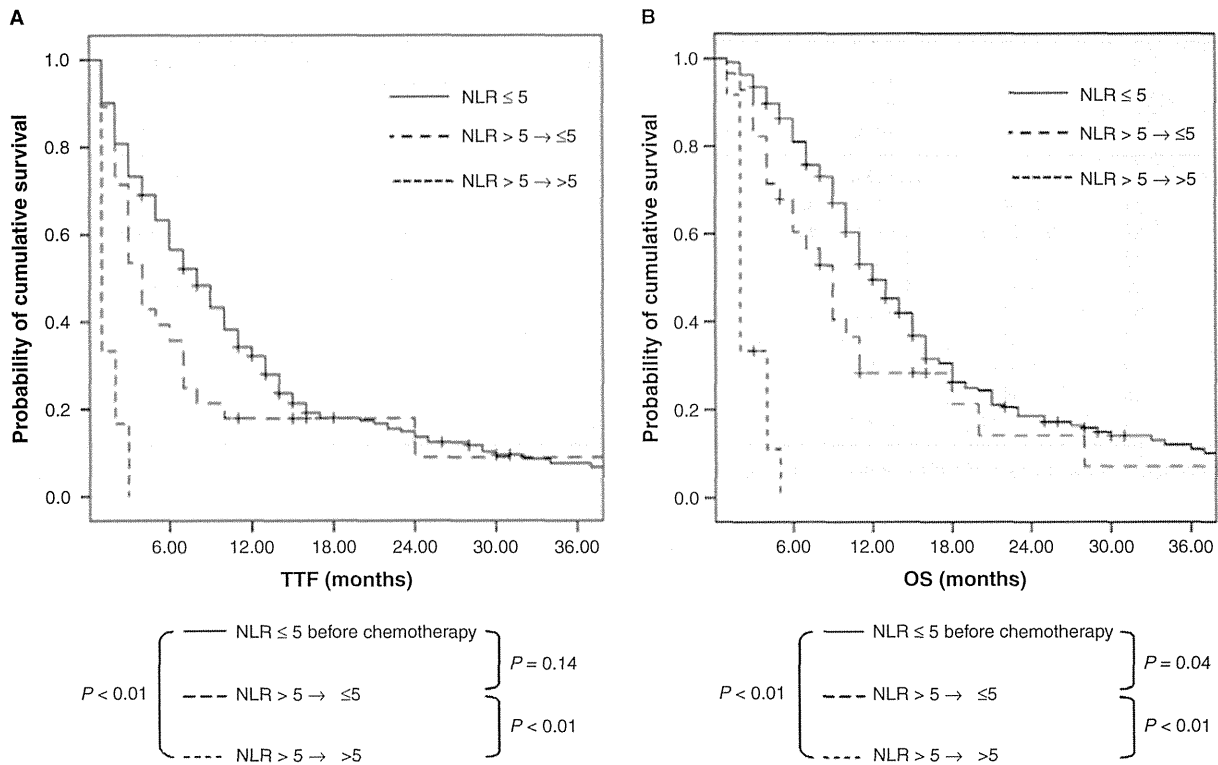 A
Probability of cumulative survival
1.0
0.8
0.6
0.4
0.2
0.0
NLR ≤ 5
NLR > 5 → ≤5
NLR > 5 → >5
6.00 12.00 18.00 24.00 30.00 36.00
TTF (months)
P < 0.01
NLR ≤ 5 before chemotherapy
NLR > 5 → ≤5
NLR > 5 → >5
P = 0.14
P < 0.01
B
Probability of cumulative survival
1.0
0.8
0.6
0.4
0.2
0.0
NLR ≤ 5
NLR > 5 → ≤5
NLR > 5 → >5
6.00 12.00 18.00 24.00 30.00 36.00
OS (months)
P < 0.01
NLR ≤ 5 before chemotherapy
NLR > 5 → ≤5
NLR > 5 → >5
P = 0.04
P < 0.01